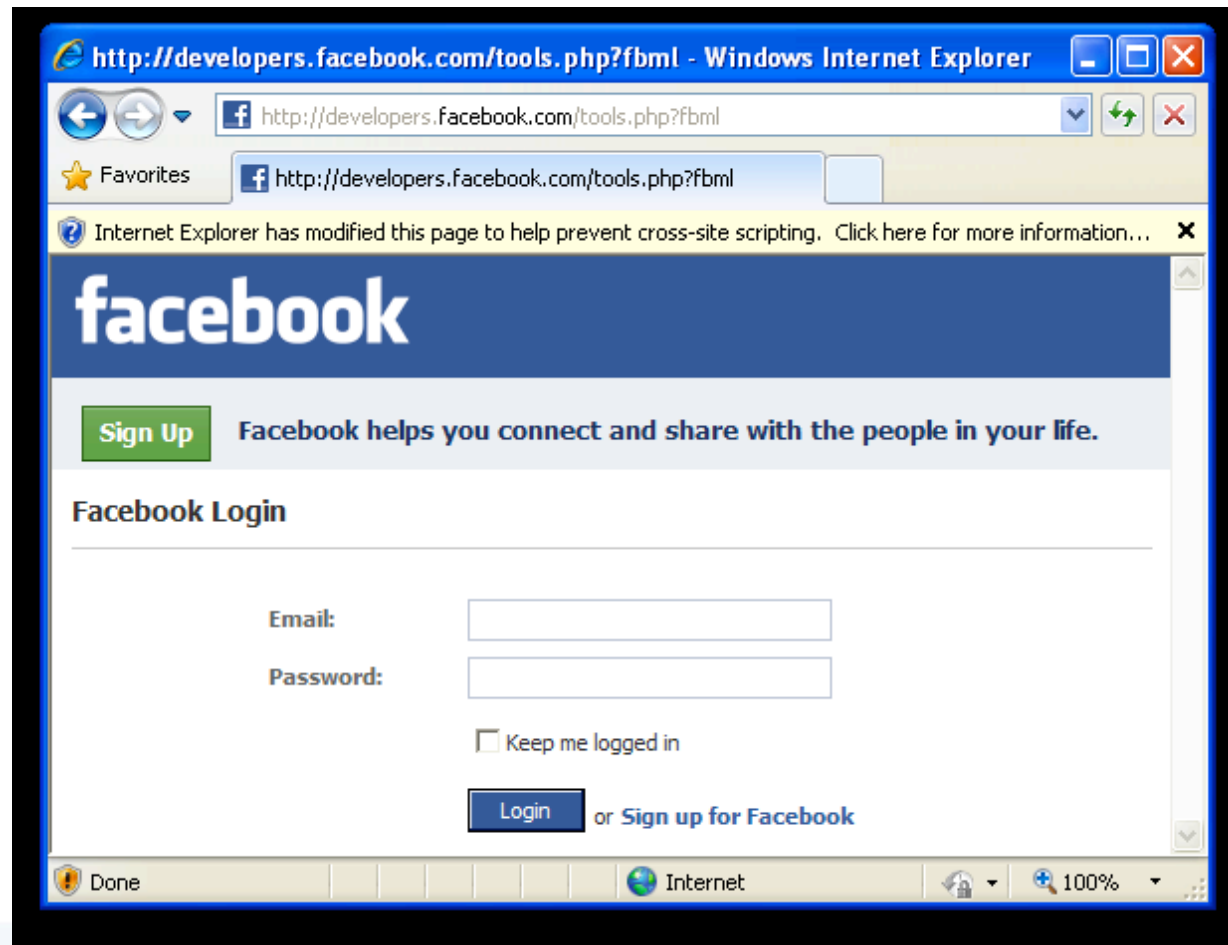 http://developers.facebook.com/tools.php?fbml - Windows Internet Explorer
http://developers.facebook.com/tools.php?fbml
Favorites
http://developers.facebook.com/tools.php?fbml
Internet Explorer has modified this page to help prevent cross-site scripting. Click here for more information...
facebook
Sign Up Facebook helps you connect and share with the people in your life.
Facebook Login
Email:
Password:
Keep me logged in
Login or Sign up for Facebook
Done Internet 100%